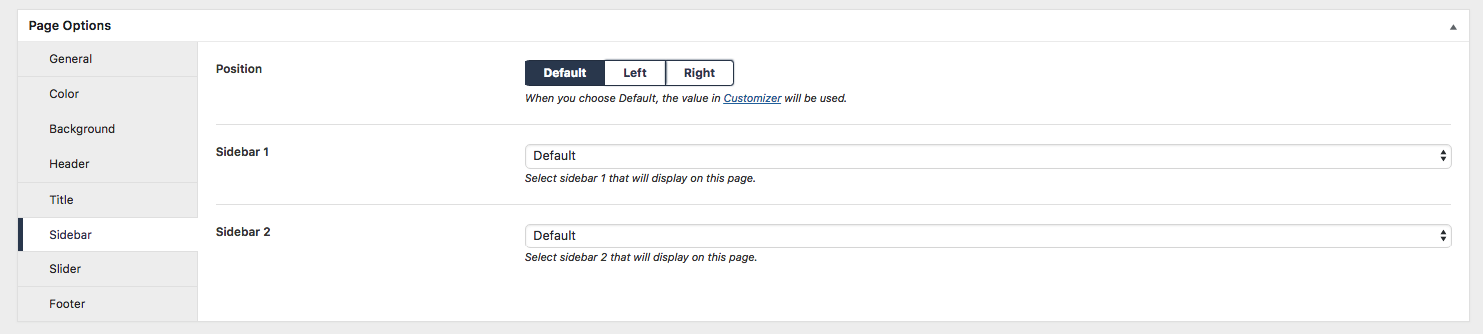 Page Options
General
Color
Background
Header
Title
Sidebar
Slider
Footer
Position
Default Left Right
When you choose Default, the value in Customizer will be used.
Sidebar 1
Default
Select sidebar 1 that will display on this page.
Sidebar 2
Default
Select sidebar 2 that will display on this page.